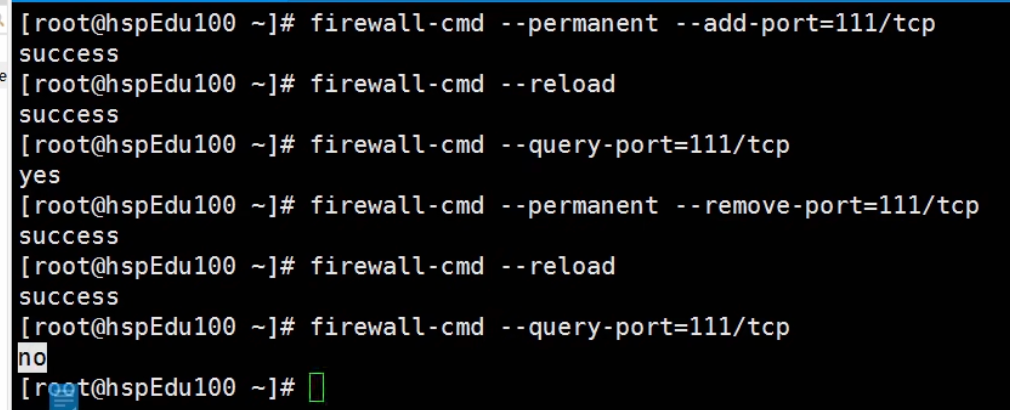 [root@hspEdu100 ~]# firewall-cmd --permanent --add-port=111/tcp
success
[root@hspEdu100 ~]# firewall-cmd --reload
success
[root@hspEdu100 ~]# firewall-cmd --query-port=111/tcp
yes
[root@hspEdu100 ~]# firewall-cmd --permanent --remove-port=111/tcp
success
[root@hspEdu100 ~]# firewall-cmd --reload
success
[root@hspEdu100 ~]# firewall-cmd --query-port=111/tcp
no
[root@hspEdu100 ~]#